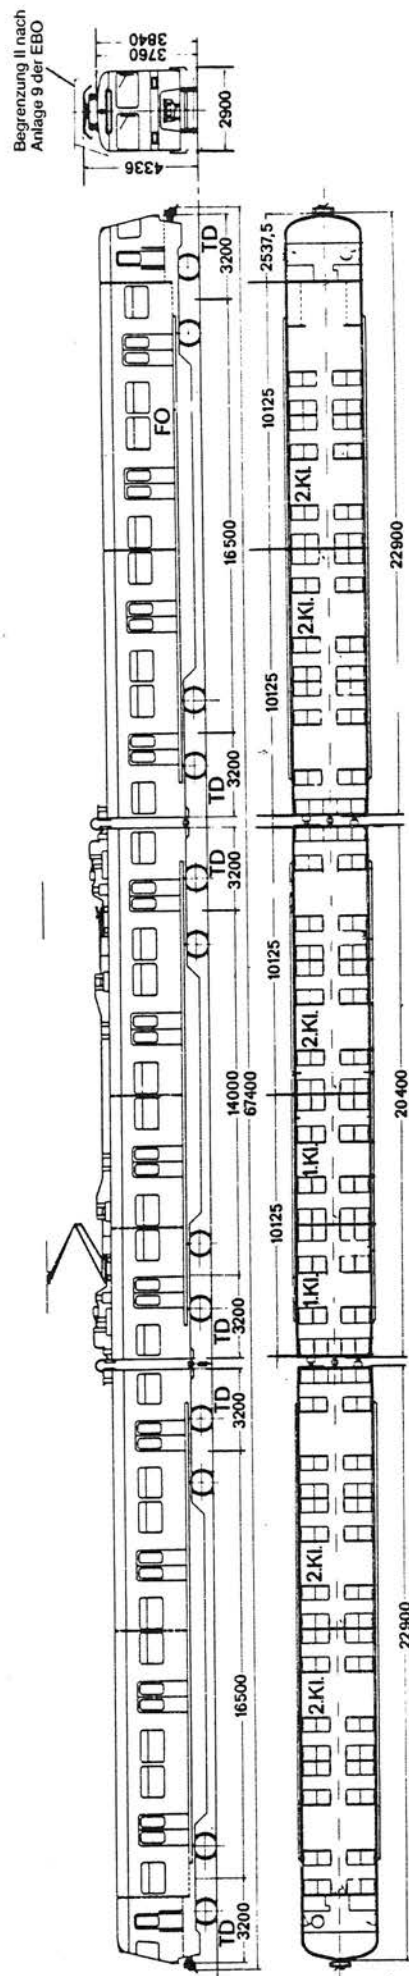 Begrenzung II nach
Anlage 9 der EBO
4336
3760
3840
2900
TD
3200
16500
3200
TD
3200
TD
14000
67400
TD
3200
3200
TD
16500
TD
3200
FO
2537,5
10125
10125
10125
10125
2.Kl.
2.Kl.
2.Kl.
1.Kl.
1.Kl.
2.Kl.
2.Kl.
22900
20400
22900